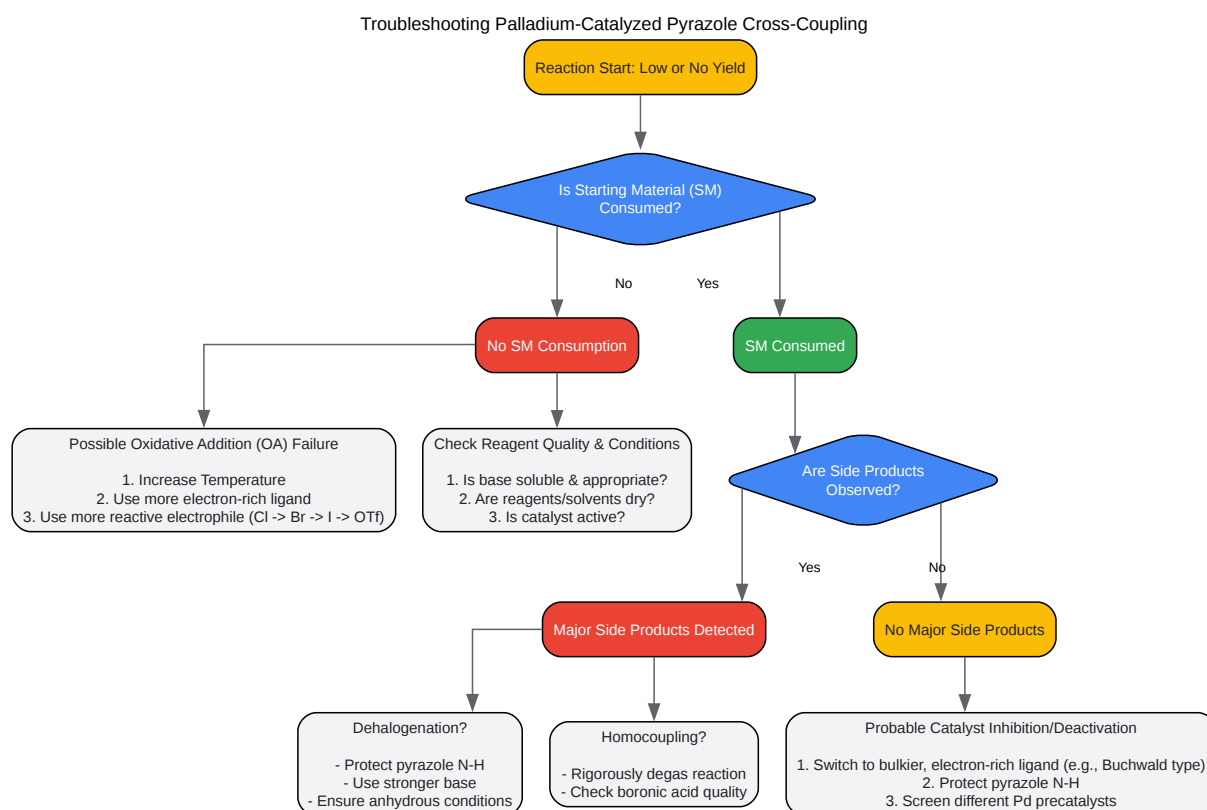 Troubleshooting Palladium-Catalyzed Pyrazole Cross-Coupling
Reaction Start: Low or No Yield
Is Starting Material (SM)
Consumed?
No
Yes
No SM Consumption
SM Consumed
Possible Oxidative Addition (OA) Failure
1. Increase Temperature
2. Use more electron-rich ligand
3. Use more reactive electrophile (Cl -> Br -> I -> OTf)
Check Reagent Quality & Conditions
1. Is base soluble & appropriate?
2. Are reagents/solvents dry?
3. Is catalyst active?
Are Side Products
Observed?
Yes
No
Major Side Products Detected
No Major Side Products
Dehalogenation?
- Protect pyrazole N-H
- Use stronger base
- Ensure anhydrous conditions
Homocoupling?
- Rigorously degas reaction
- Check boronic acid quality
Probable Catalyst Inhibition/Deactivation
1. Switch to bulkier, electron-rich ligand (e.g., Buchwald type)
2. Protect pyrazole N-H
3. Screen different Pd precatalysts